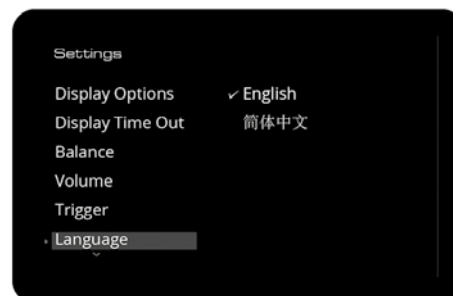 Settings
Display Options
Display Time Out
Balance
Volume
Trigger
Language
✓ English
简体中文